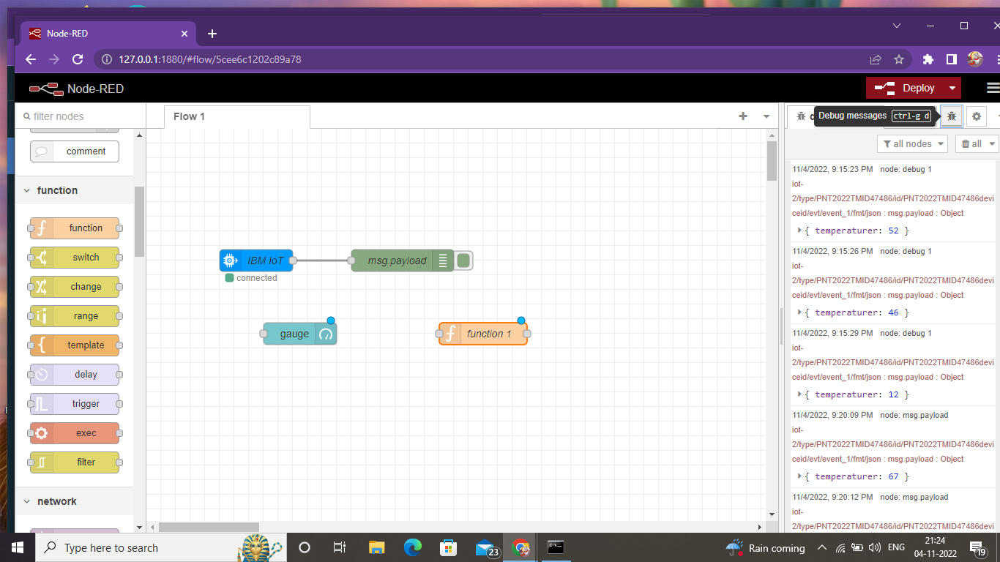 Node-RED
127.0.0.1:1880/#flow/5cee6c1202c89a78
Node-RED
Deploy
filter nodes
Flow 1
Debug messages ctrl-g d
all nodes
all
comment
function
function
switch
change
range
template
delay
trigger
exec
filter
network
IBM IoT
connected
msg.payload
gauge
function 1
11/4/2022, 9:15:23 PM node: debug 1
iot-
2/type/PNT2022TMID47486/id/PNT2022TMID47486devi
ceid/evt/event_1/fmt/json : msg.payload : Object
{ temperaturer: 52 }
11/4/2022, 9:15:26 PM node: debug 1
iot-
2/type/PNT2022TMID47486/id/PNT2022TMID47486devi
ceid/evt/event_1/fmt/json : msg.payload : Object
{ temperaturer: 46 }
11/4/2022, 9:15:29 PM node: debug 1
iot-
2/type/PNT2022TMID47486/id/PNT2022TMID47486devi
ceid/evt/event_1/fmt/json : msg.payload : Object
{ temperaturer: 12 }
11/4/2022, 9:20:09 PM node: msg.payload
iot-
2/type/PNT2022TMID47486/id/PNT2022TMID47486devi
ceid/evt/event_1/fmt/json : msg.payload : Object
{ temperaturer: 67 }
11/4/2022, 9:20:12 PM node: msg.payload
iot-
2/type/PNT2022TMID47486/id/PNT2022TMID47486devi
Type here to search
23
Rain coming
ENG
21:24
04-11-2022
19